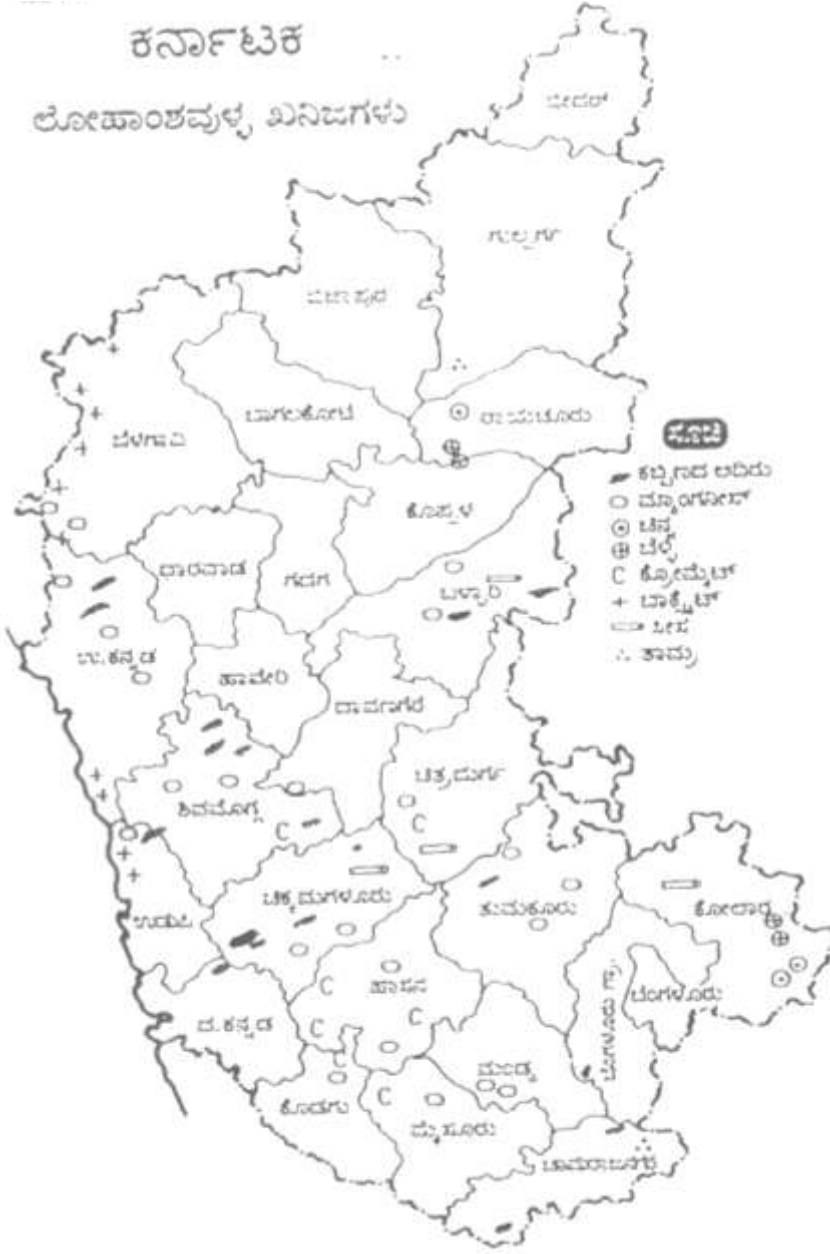 ಕರ್ನಾಟಕ
ಲೋಹಾಂಶವುಳ್ಳ ಖನಿಜಗಳು
ಬೀದರ್
ಗುಲ್ಬರ್ಗಾ
ಬಿಜಾಪುರ
ಬಾಗಲಕೋಟೆ
ರಾಯಚೂರು
ಬೆಳಗಾವಿ
ಸೂಚಿ
ಕಬ್ಬಿಣದ ಅದಿರು
ಮ್ಯಾಂಗನೀಸ್
ಚಿನ್ನ
ಬೆಳ್ಳಿ
C ಕ್ರೋಮೈಟ್
+ ಬಾಕ್ಸೈಟ್
ಸೀಸ
ತಾಮ್ರ
ಕೊಪ್ಪಳ
ದಾರವಾಡ
ಗದಗ
ಬಳ್ಳಾರಿ
ಉ.ಕನ್ನಡ
ಹಾವೇರಿ
ದಾವಣಗೆರೆ
ಚಿತ್ರದುರ್ಗ
ಶಿವಮೊಗ್ಗ
ಚಿಕ್ಕಮಗಳೂರು
ತುಮಕೂರು
ಕೋಲಾರ
ಉಡುಪಿ
ಹಾಸನ
ಬೆಂಗಳೂರು
ಬೆಂಗಳೂರು ಗ್ರಾ.
ದ.ಕನ್ನಡ
ಮಂಡ್ಯ
ಕೊಡಗು
ಮೈಸೂರು
ಚಾಮರಾಜನಗರ